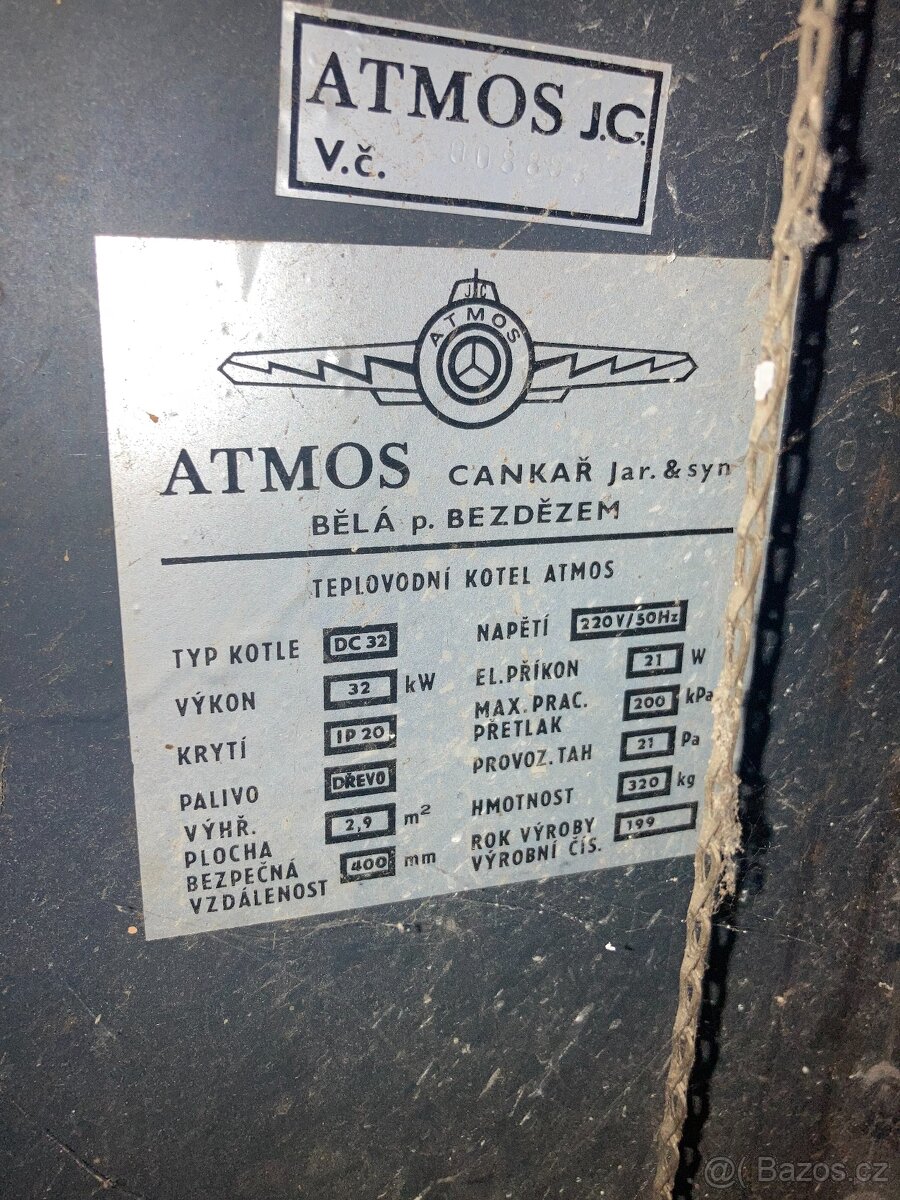 ATMOS J.C.
V.č.
JC
ATMOS
ATMOS CANKAŘ Jar. & syn
BĚLÁ p. BEZDĚZEM
TEPLOVODNÍ KOTEL ATMOS
TYP KOTLE DC 32
VÝKON 32 kW
KRYTÍ IP 20
PALIVO DŘEVO
VÝHŘ. PLOCHA 2,9 m²
BEZPEČNÁ VZDÁLENOST 400 mm
NAPĚTÍ 220V/50Hz
EL.PŘÍKON 21 W
MAX. PRAC. PŘETLAK 200 kPa
PROVOZ. TAH 21 Pa
HMOTNOST 320 kg
ROK VÝROBY 199
VÝROBNÍ ČÍS.
@( Bazos.cz